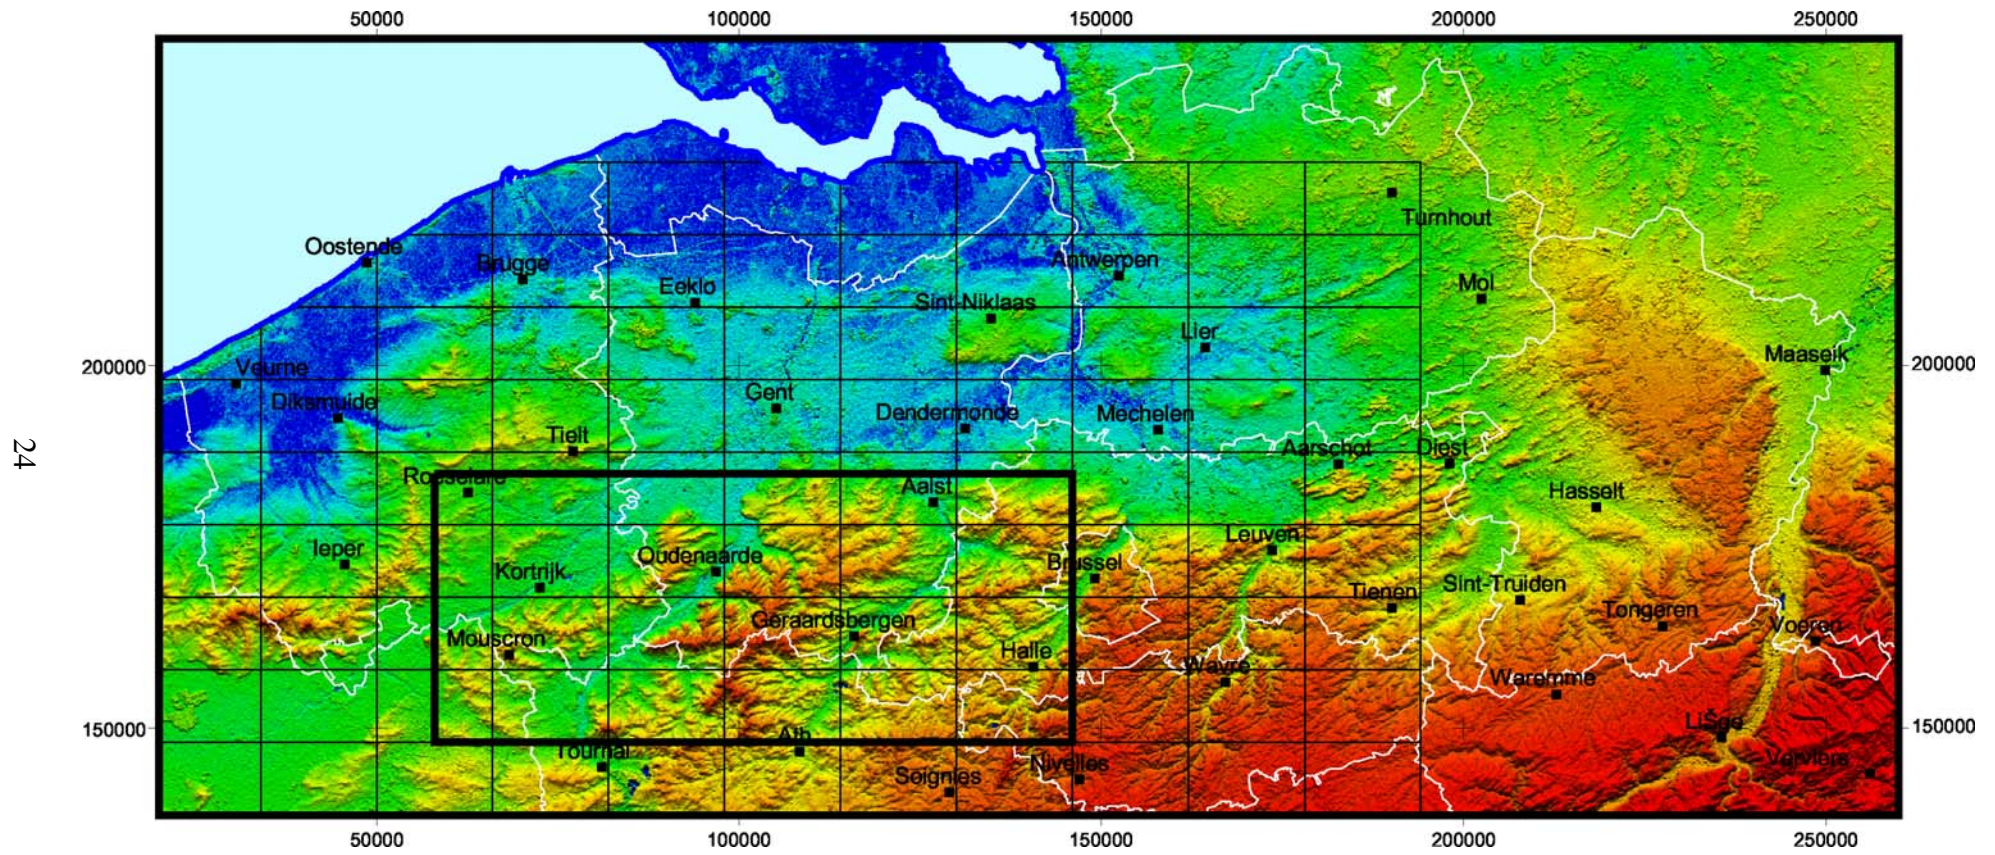 50000 100000 150000 200000 250000
Turnhout
Oostende
Brugge
Antwerpen
Eeklo
Mol
Sint-Niklaas
Lier
200000
Veurne
Maaseik
200000
Gent
Diksmuide
Dendermonde
Mechelen
Tielt
Aarschot
Diest
24
Roeselare
Aalst
Hasselt
Ieper
Oudenaarde
Brussel
Leuven
Kortrijk
Tienen
Sint-Truiden
Tongeren
Geraardsbergen
Voeren
Mouscron
Halle
Wavre
Waremme
150000
LiŠge
150000
Tournai
Ath
Soignies
Nivelles
Verviers
50000 100000 150000 200000 250000